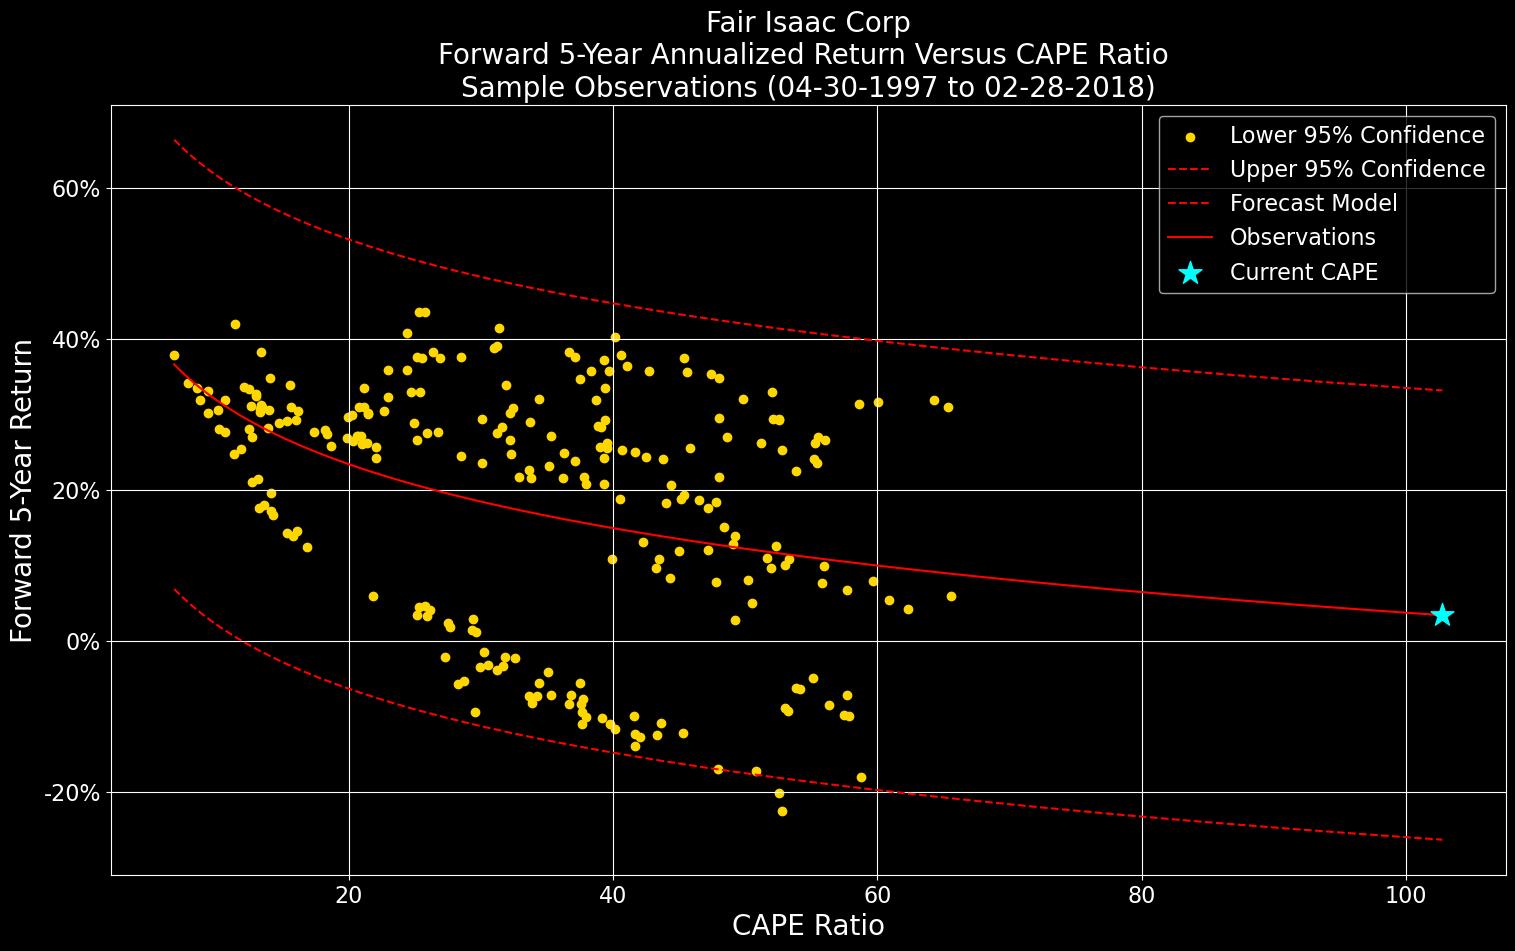 Fair Isaac Corp
Forward 5-Year Annualized Return Versus CAPE Ratio
Sample Observations (04-30-1997 to 02-28-2018)
Lower 95% Confidence
Upper 95% Confidence
Forecast Model
Observations
Current CAPE
Forward 5-Year Return
60%
40%
20%
0%
-20%
20 40 60 80 100
CAPE Ratio